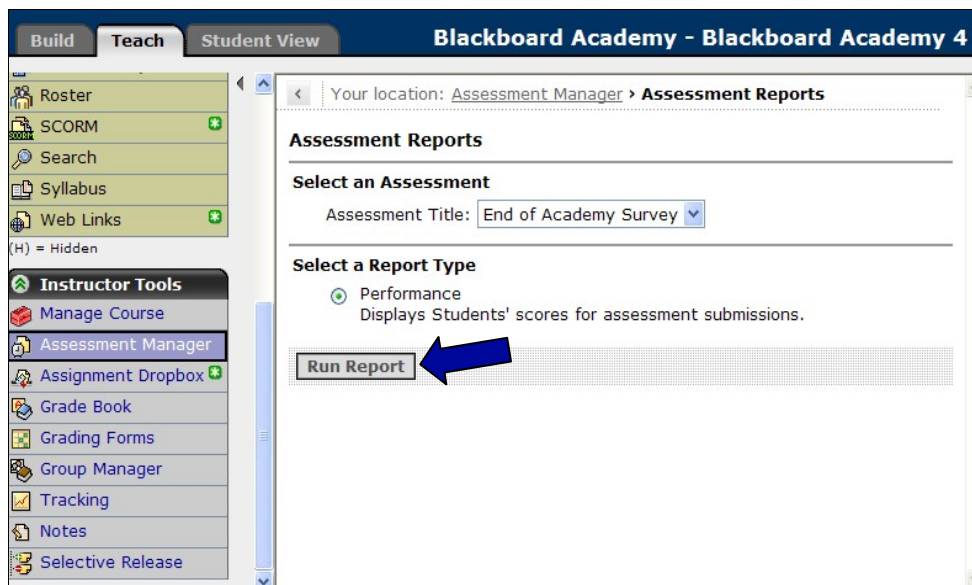 Build Teach Student View Blackboard Academy - Blackboard Academy 4
Roster
SCORM
Search
Syllabus
Web Links
(H) = Hidden
Instructor Tools
Manage Course
Assessment Manager
Assignment Dropbox
Grade Book
Grading Forms
Group Manager
Tracking
Notes
Selective Release
Your location: Assessment Manager › Assessment Reports
Assessment Reports
Select an Assessment
Assessment Title: End of Academy Survey
Select a Report Type
Performance
Displays Students' scores for assessment submissions.
Run Report